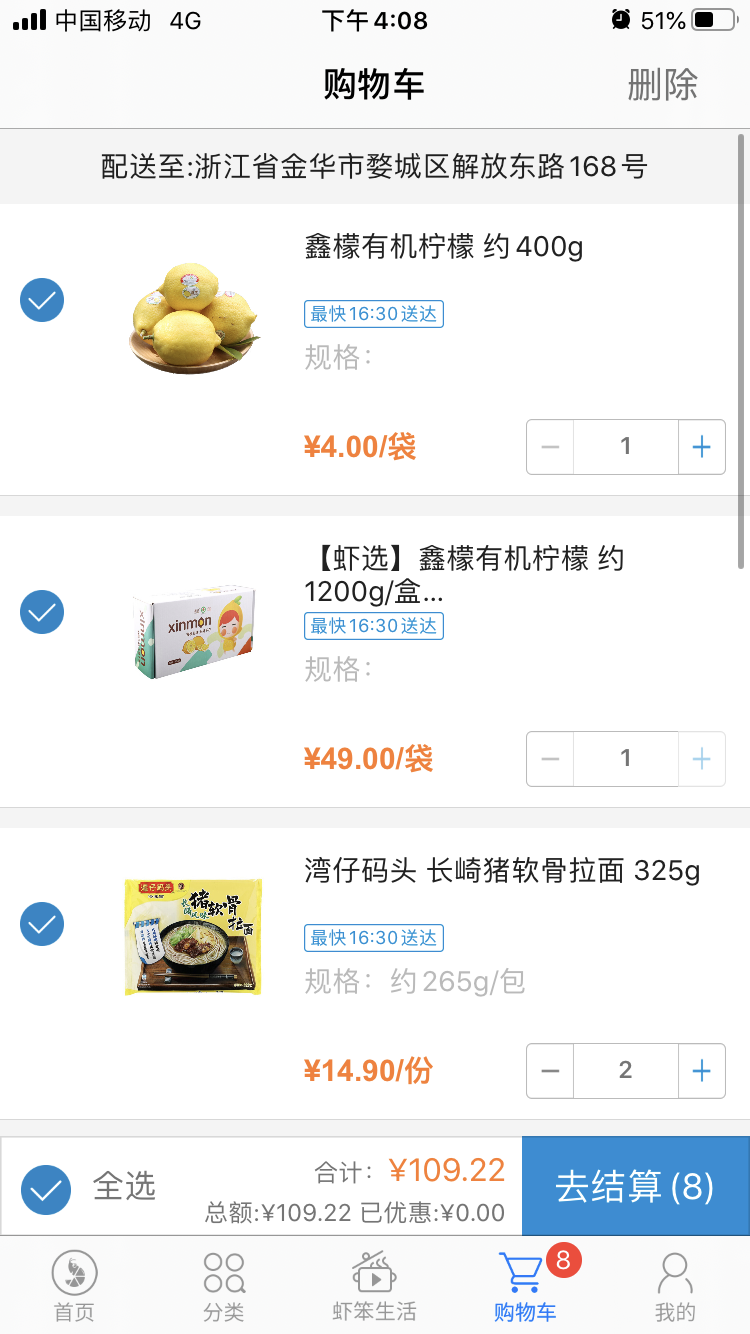 中国移动 4G 下午4:08 51%
购物车 删除
配送至:浙江省金华市婺城区解放东路168号
鑫檬有机柠檬 约400g
最快16:30送达
规格：
¥4.00/袋 1
【虾选】鑫檬有机柠檬 约
1200g/盒...
xinmon
xinmon
最快16:30送达
规格：
¥49.00/袋 1
湾仔码头 长崎猪软骨拉面 325g
湾仔码头
猪软骨
拉面
最快16:30送达
规格：约265g/包
¥14.90/份 2
全选
合计：¥109.22
总额:¥109.22 已优惠:¥0.00
去结算(8)
8
首页 分类 虾笨生活 购物车 我的